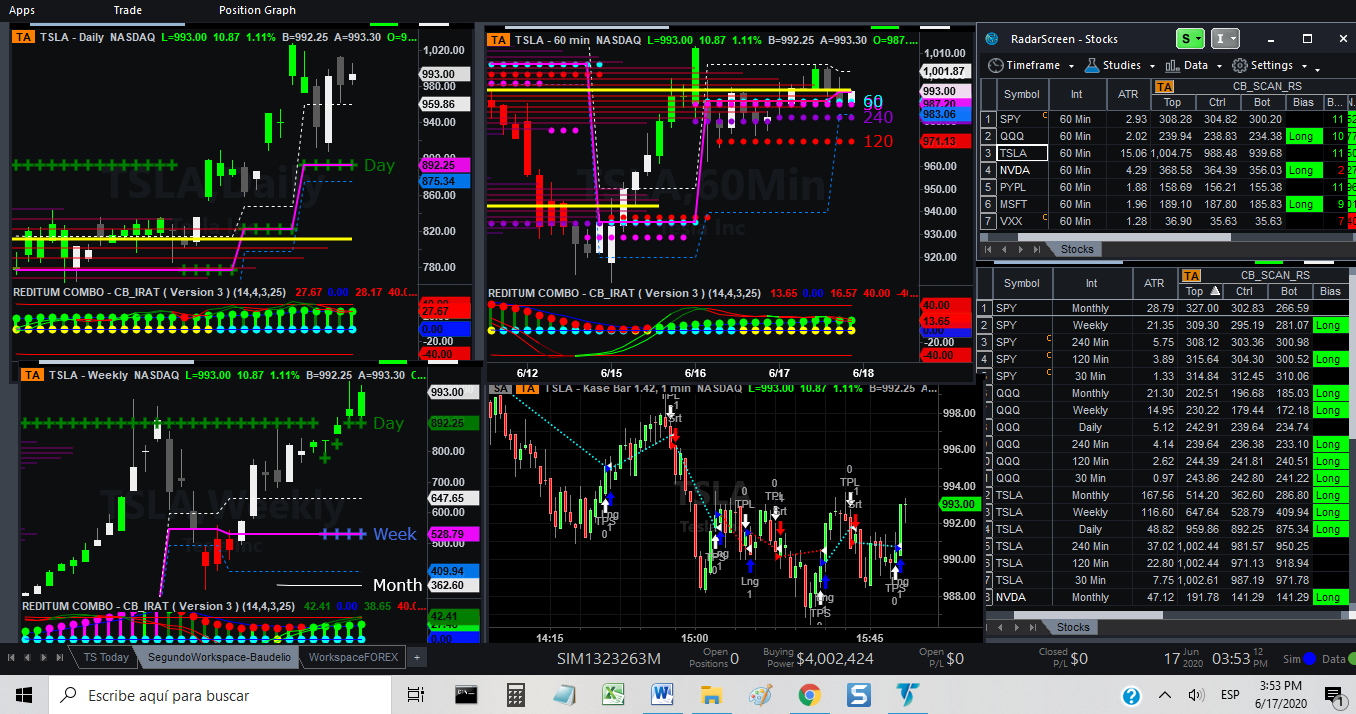 Apps Trade Position Graph
TA TSLA - Daily NASDAQ L=993.00 10.87 1.11% B=992.25 A=993.30 O=9...
1,020.00
993.00
980.00
959.86
940.00
892.25
875.34
860.00
820.00
780.00
Day
TSLA,Daily
REDITUM COMBO - CB_IRAT ( Version 3 ) (14,4,3,25) 27.67 0.00 28.17 40.0...
40.00
27.67
0.00
-20.00
-40.00
TA TSLA - Weekly NASDAQ L=993.00 10.87 1.11% B=992.25 A=993.30 O...
993.00
892.25
700.00
647.65
600.00
528.79
500.00
409.94
362.60
Day
Week
Month
TSLA,Weekly
REDITUM COMBO - CB_IRAT ( Version 3 ) (14,4,3,25) 42.41 0.00 38.65 40.0...
42.41
0.00
TA TSLA - 60 min NASDAQ L=993.00 10.87 1.11% B=992.25 A=993.30 O=987....
1,010.00
1,001.87
993.00
987.20
983.06
971.13
960.00
950.00
940.00
930.00
920.00
60
240
120
TSLA,60Min
REDITUM COMBO - CB_IRAT ( Version 3 ) (14,4,3,25) 13.65 0.00 16.57 40.00 -4...
40.00
13.65
0.00
-20.00
-40.00
6/12 6/15 6/16 6/17 6/18
SA TA TSLA - Kase Bar 1.42, 1 min NASDAQ L=993.00 10.87 1.11% B=992.25 A...
998.00
996.00
994.00
993.00
992.00
990.00
988.00
TSLA
14:15 15:00 15:45
RadarScreen - Stocks S I
Timeframe Studies Data Settings
Symbol Int ATR TA CB_SCAN_RS
Top Ctrl Bot Bias B...
1 SPY 60 Min 2.93 308.28 304.82 300.20
2 QQQ 60 Min 2.02 239.94 238.83 234.38 Long
3 TSLA 60 Min 15.06 1,004.75 988.48 939.68
4 NVDA 60 Min 4.29 368.58 364.39 356.03 Long
5 PYPL 60 Min 1.88 158.69 156.21 155.38
6 MSFT 60 Min 1.96 189.10 187.80 185.83 Long
7 VXX 60 Min 1.28 36.90 35.63 35.63
Stocks
Symbol Int ATR TA CB_SCAN_RS
Top Ctrl Bot Bias
1 SPY Monthly 28.79 327.00 302.83 266.59
2 SPY Weekly 21.35 309.30 295.19 281.07 Long
3 SPY 240 Min 5.75 308.12 303.36 300.98
4 SPY 120 Min 3.89 315.64 304.30 300.52 Long
SPY 30 Min 1.33 314.84 312.45 310.06
QQQ Monthly 21.30 202.51 196.68 185.03 Long
QQQ Weekly 14.95 230.22 179.44 172.18 Long
QQQ Daily 5.12 242.91 239.64 234.74
QQQ 240 Min 4.14 239.64 236.38 233.10 Long
QQQ 120 Min 2.62 244.39 241.81 240.51 Long
QQQ 30 Min 0.97 243.86 242.80 241.22 Long
TSLA Monthly 167.56 514.20 362.60 286.80 Long
TSLA Weekly 116.60 647.64 528.79 409.94 Long
TSLA Daily 48.82 959.86 892.25 875.34 Long
TSLA 240 Min 37.02 1,002.44 981.57 950.25
TSLA 120 Min 22.80 1,002.44 971.13 918.94
TSLA 30 Min 7.75 1,002.61 987.19 971.78
NVDA Monthly 47.12 191.78 141.29 141.29 Long
Stocks
TS Today SegundoWorkspace-Baudelio WorkspaceFOREX +
SIM1323263M Open Positions 0 Buying Power $4,002,424 Open P/L $0 Closed P/L $0 17 Jun 2020 03:53 12 PM Sim Data
Escribe aquí para buscar
ESP 3:53 PM
6/17/2020 1